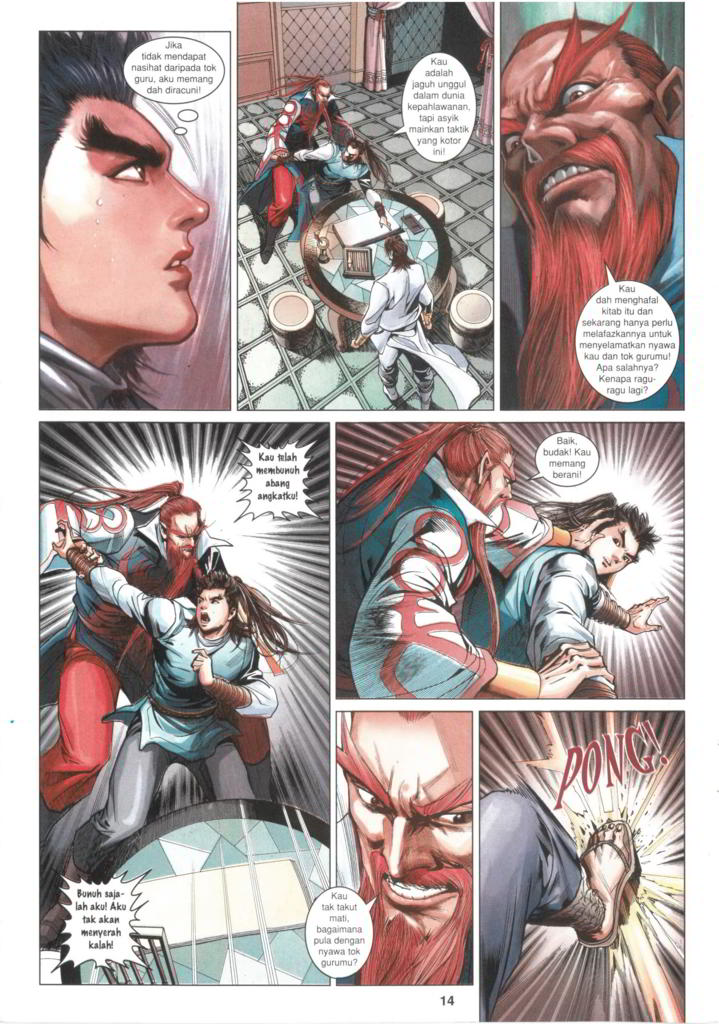 Jika
tidak mendapat
nasihat daripada tok
guru, aku memang
dah diracuni!
Kau
adalah
jaguh unggul
dalam dunia
kepahlawanan,
tapi asyik
mainkan taktik
yang kotor
ini!
Kau
dah menghafal
kitab itu dan
sekarang hanya perlu
melafazkannya untuk
menyelamatkan nyawa
kau dan tok gurumu!
Apa salahnya?
Kenapa ragu-
ragu lagi?
Kau telah
membunuh
abang
angkatku!
Baik,
budak! Kau
memang
berani!
Bunuh saja-
lah aku! Aku
tak akan
menyerah
kalah!
Kau
tak takut
mati,
bagaimana
pula dengan
nyawa tok
gurumu?
PONG!
14